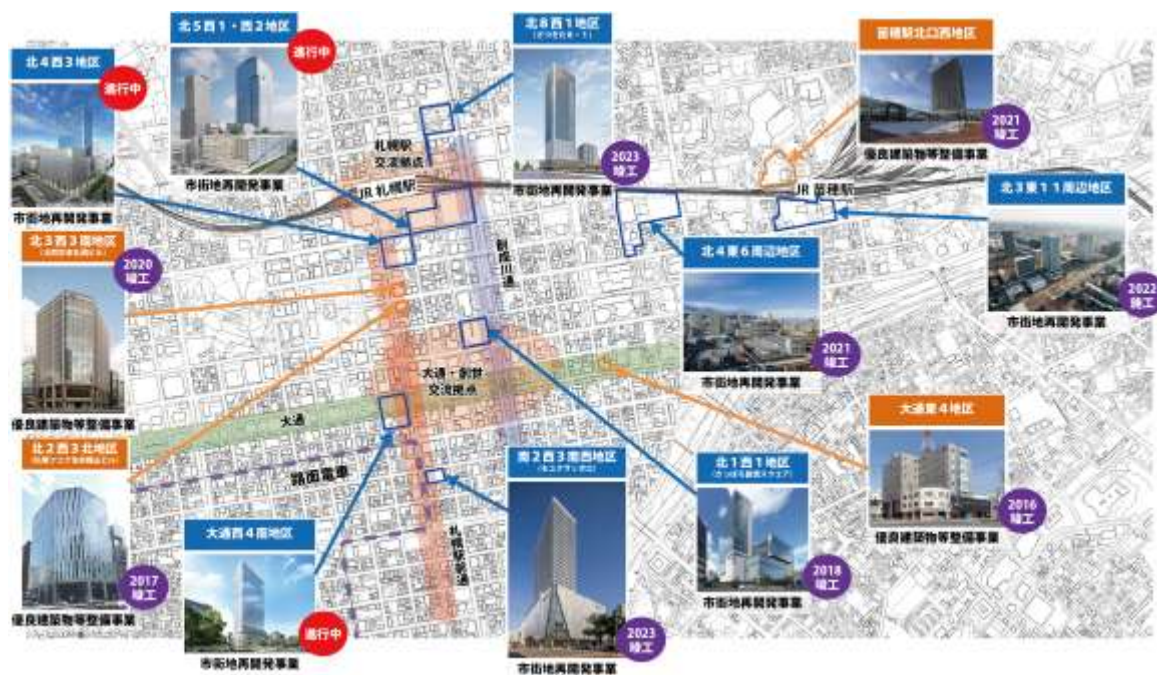 北4西3地区
進行中
市街地再開発事業
北5西1・西2地区
進行中
市街地再開発事業
北8西1地区
2023
竣工
市街地再開発事業
苗穂駅北口西地区
2021
竣工
優良建築物等整備事業
北3東11周辺地区
2022
市街地再開発事業
北4東6周辺地区
2021
竣工
市街地再開発事業
大通東4地区
2016
竣工
優良建築物等整備事業
北1西1地区
2018
竣工
市街地再開発事業
南2西3南西地区
2023
竣工
市街地再開発事業
大通西4南地区
進行中
市街地再開発事業
北2西3北地区
2017
竣工
優良建築物等整備事業
北3西3南地区
2020
竣工
優良建築物等整備事業
札幌駅
交流拠点
JR 札幌駅
JR 苗穂駅
創成川通
大通・創世
交流拠点
大通
路面電車
札幌駅前通